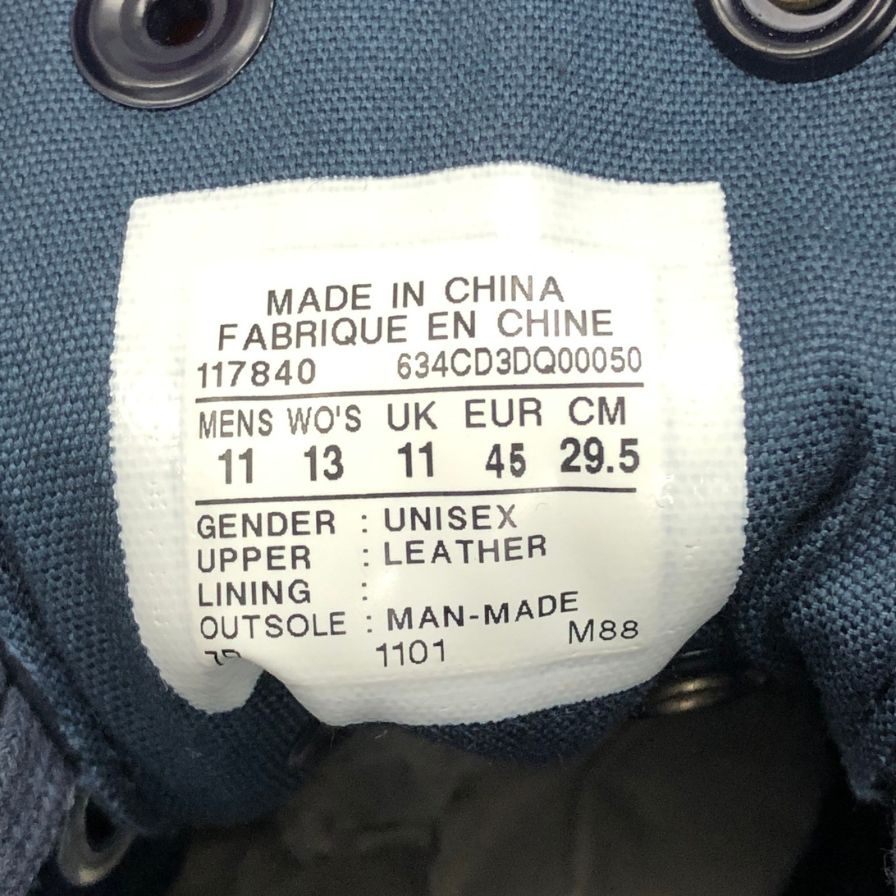 MADE IN CHINA
FABRIQUE EN CHINE
117840 634CD3DQ00050
MENS WO'S UK EUR CM
11 13 11 45 29.5
GENDER : UNISEX
UPPER : LEATHER
LINING :
OUTSOLE : MAN-MADE
1101 M88